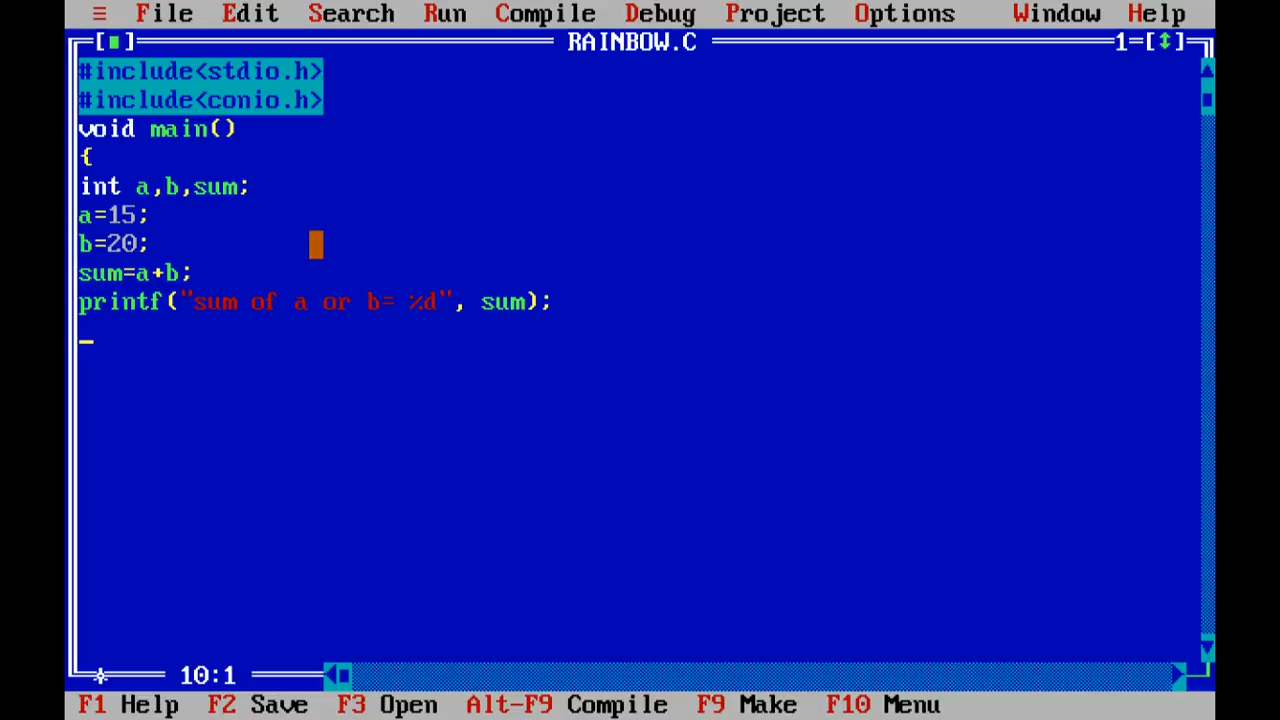 ≡ File Edit Search Run Compile Debug Project Options Window Help
[■] RAINBOW.C 1=[↕]
#include<stdio.h>
#include<conio.h>
void main()
{
int a,b,sum;
a=15;
b=20;
sum=a+b;
printf("sum of a or b= %d", sum);
10:1
F1 Help F2 Save F3 Open Alt-F9 Compile F9 Make F10 Menu